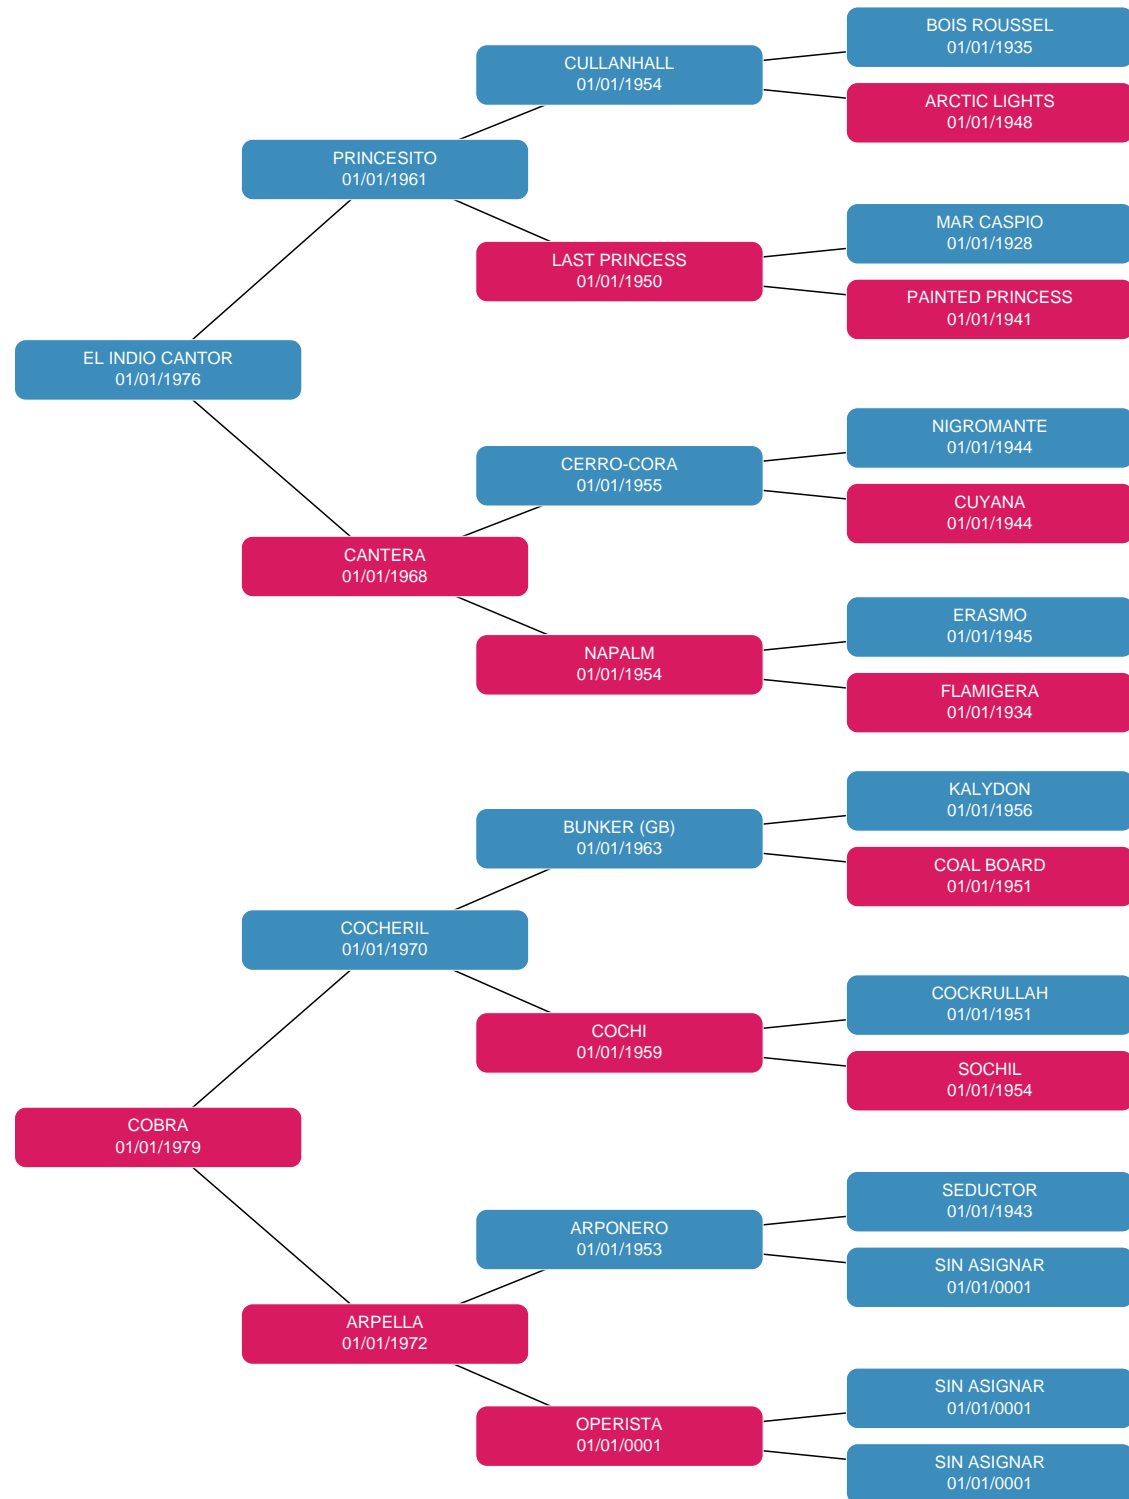 BOIS ROUSSEL
01/01/1935
CULLANHALL
01/01/1954
ARCTIC LIGHTS
01/01/1948
PRINCESITO
01/01/1961
MAR CASPIO
01/01/1928
LAST PRINCESS
01/01/1950
PAINTED PRINCESS
01/01/1941
EL INDIO CANTOR
01/01/1976
NIGROMANTE
01/01/1944
CERRO-CORA
01/01/1955
CUYANA
01/01/1944
CANTERA
01/01/1968
ERASMO
01/01/1945
NAPALM
01/01/1954
FLAMIGERA
01/01/1934
KALYDON
01/01/1956
BUNKER (GB)
01/01/1963
COAL BOARD
01/01/1951
COCHERIL
01/01/1970
COCKRULLAH
01/01/1951
COCHI
01/01/1959
SOCHIL
01/01/1954
COBRA
01/01/1979
SEDUCTOR
01/01/1943
ARPONERO
01/01/1953
SIN ASIGNAR
01/01/0001
ARPELLA
01/01/1972
SIN ASIGNAR
01/01/0001
OPERISTA
01/01/0001
SIN ASIGNAR
01/01/0001